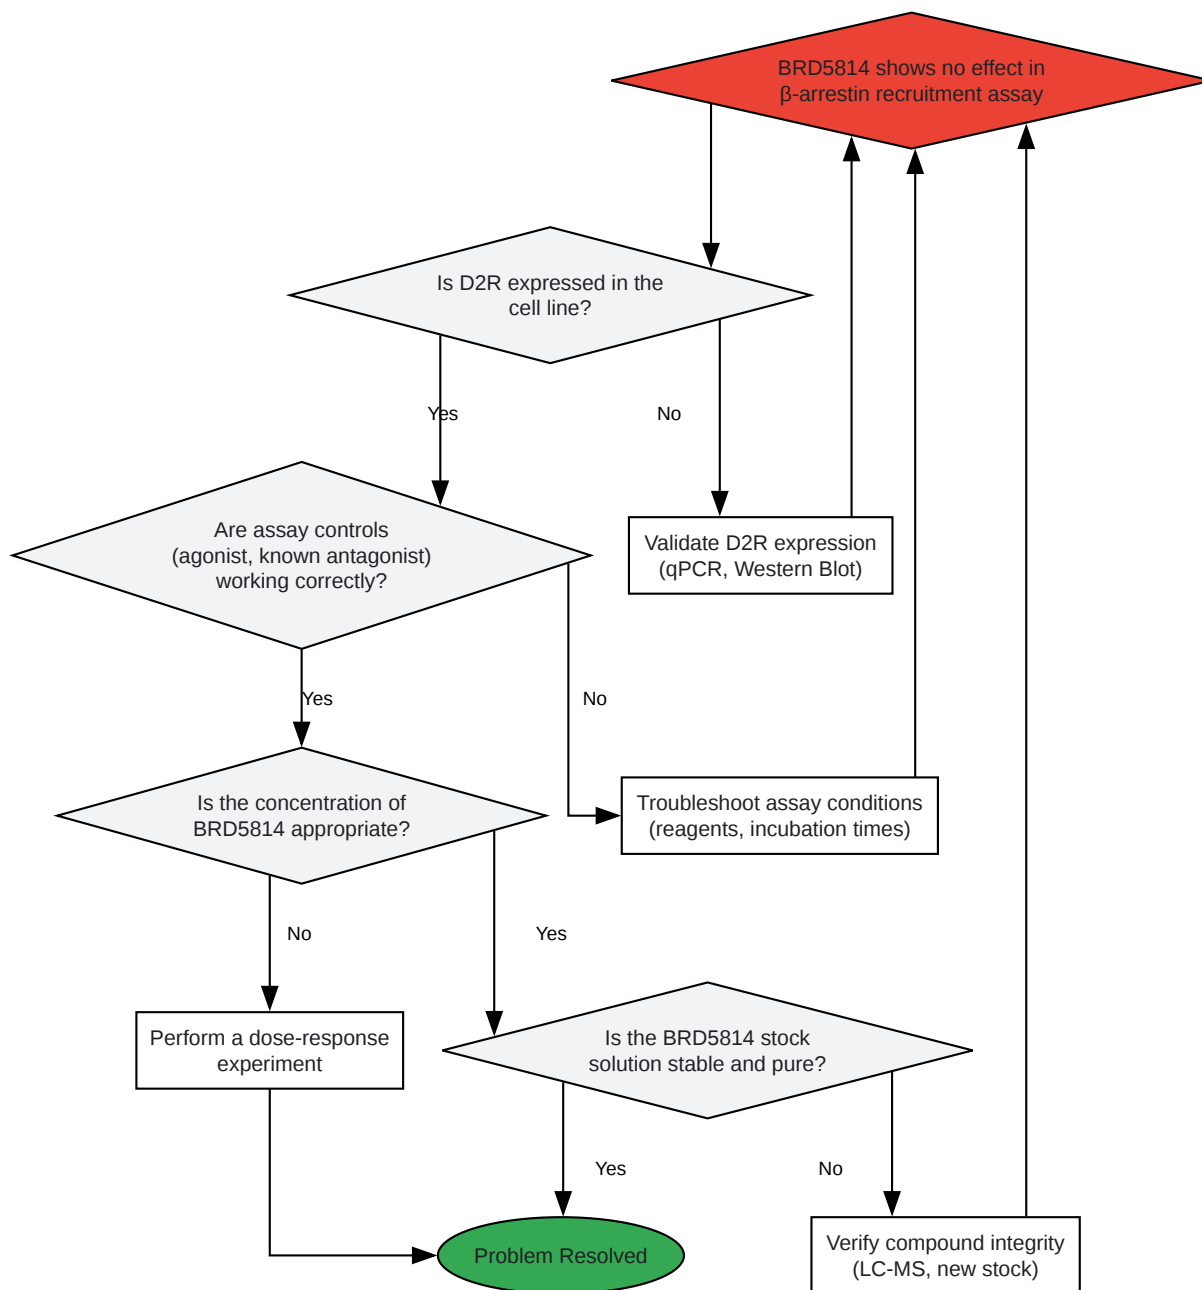 BRD5814 shows no effect in
β-arrestin recruitment assay
Is D2R expressed in the
cell line?
Yes
No
Are assay controls
(agonist, known antagonist)
working correctly?
Validate D2R expression
(qPCR, Western Blot)
Yes
No
Is the concentration of
BRD5814 appropriate?
Troubleshoot assay conditions
(reagents, incubation times)
No
Yes
Perform a dose-response
experiment
Is the BRD5814 stock
solution stable and pure?
Yes
No
Problem Resolved
Verify compound integrity
(LC-MS, new stock)